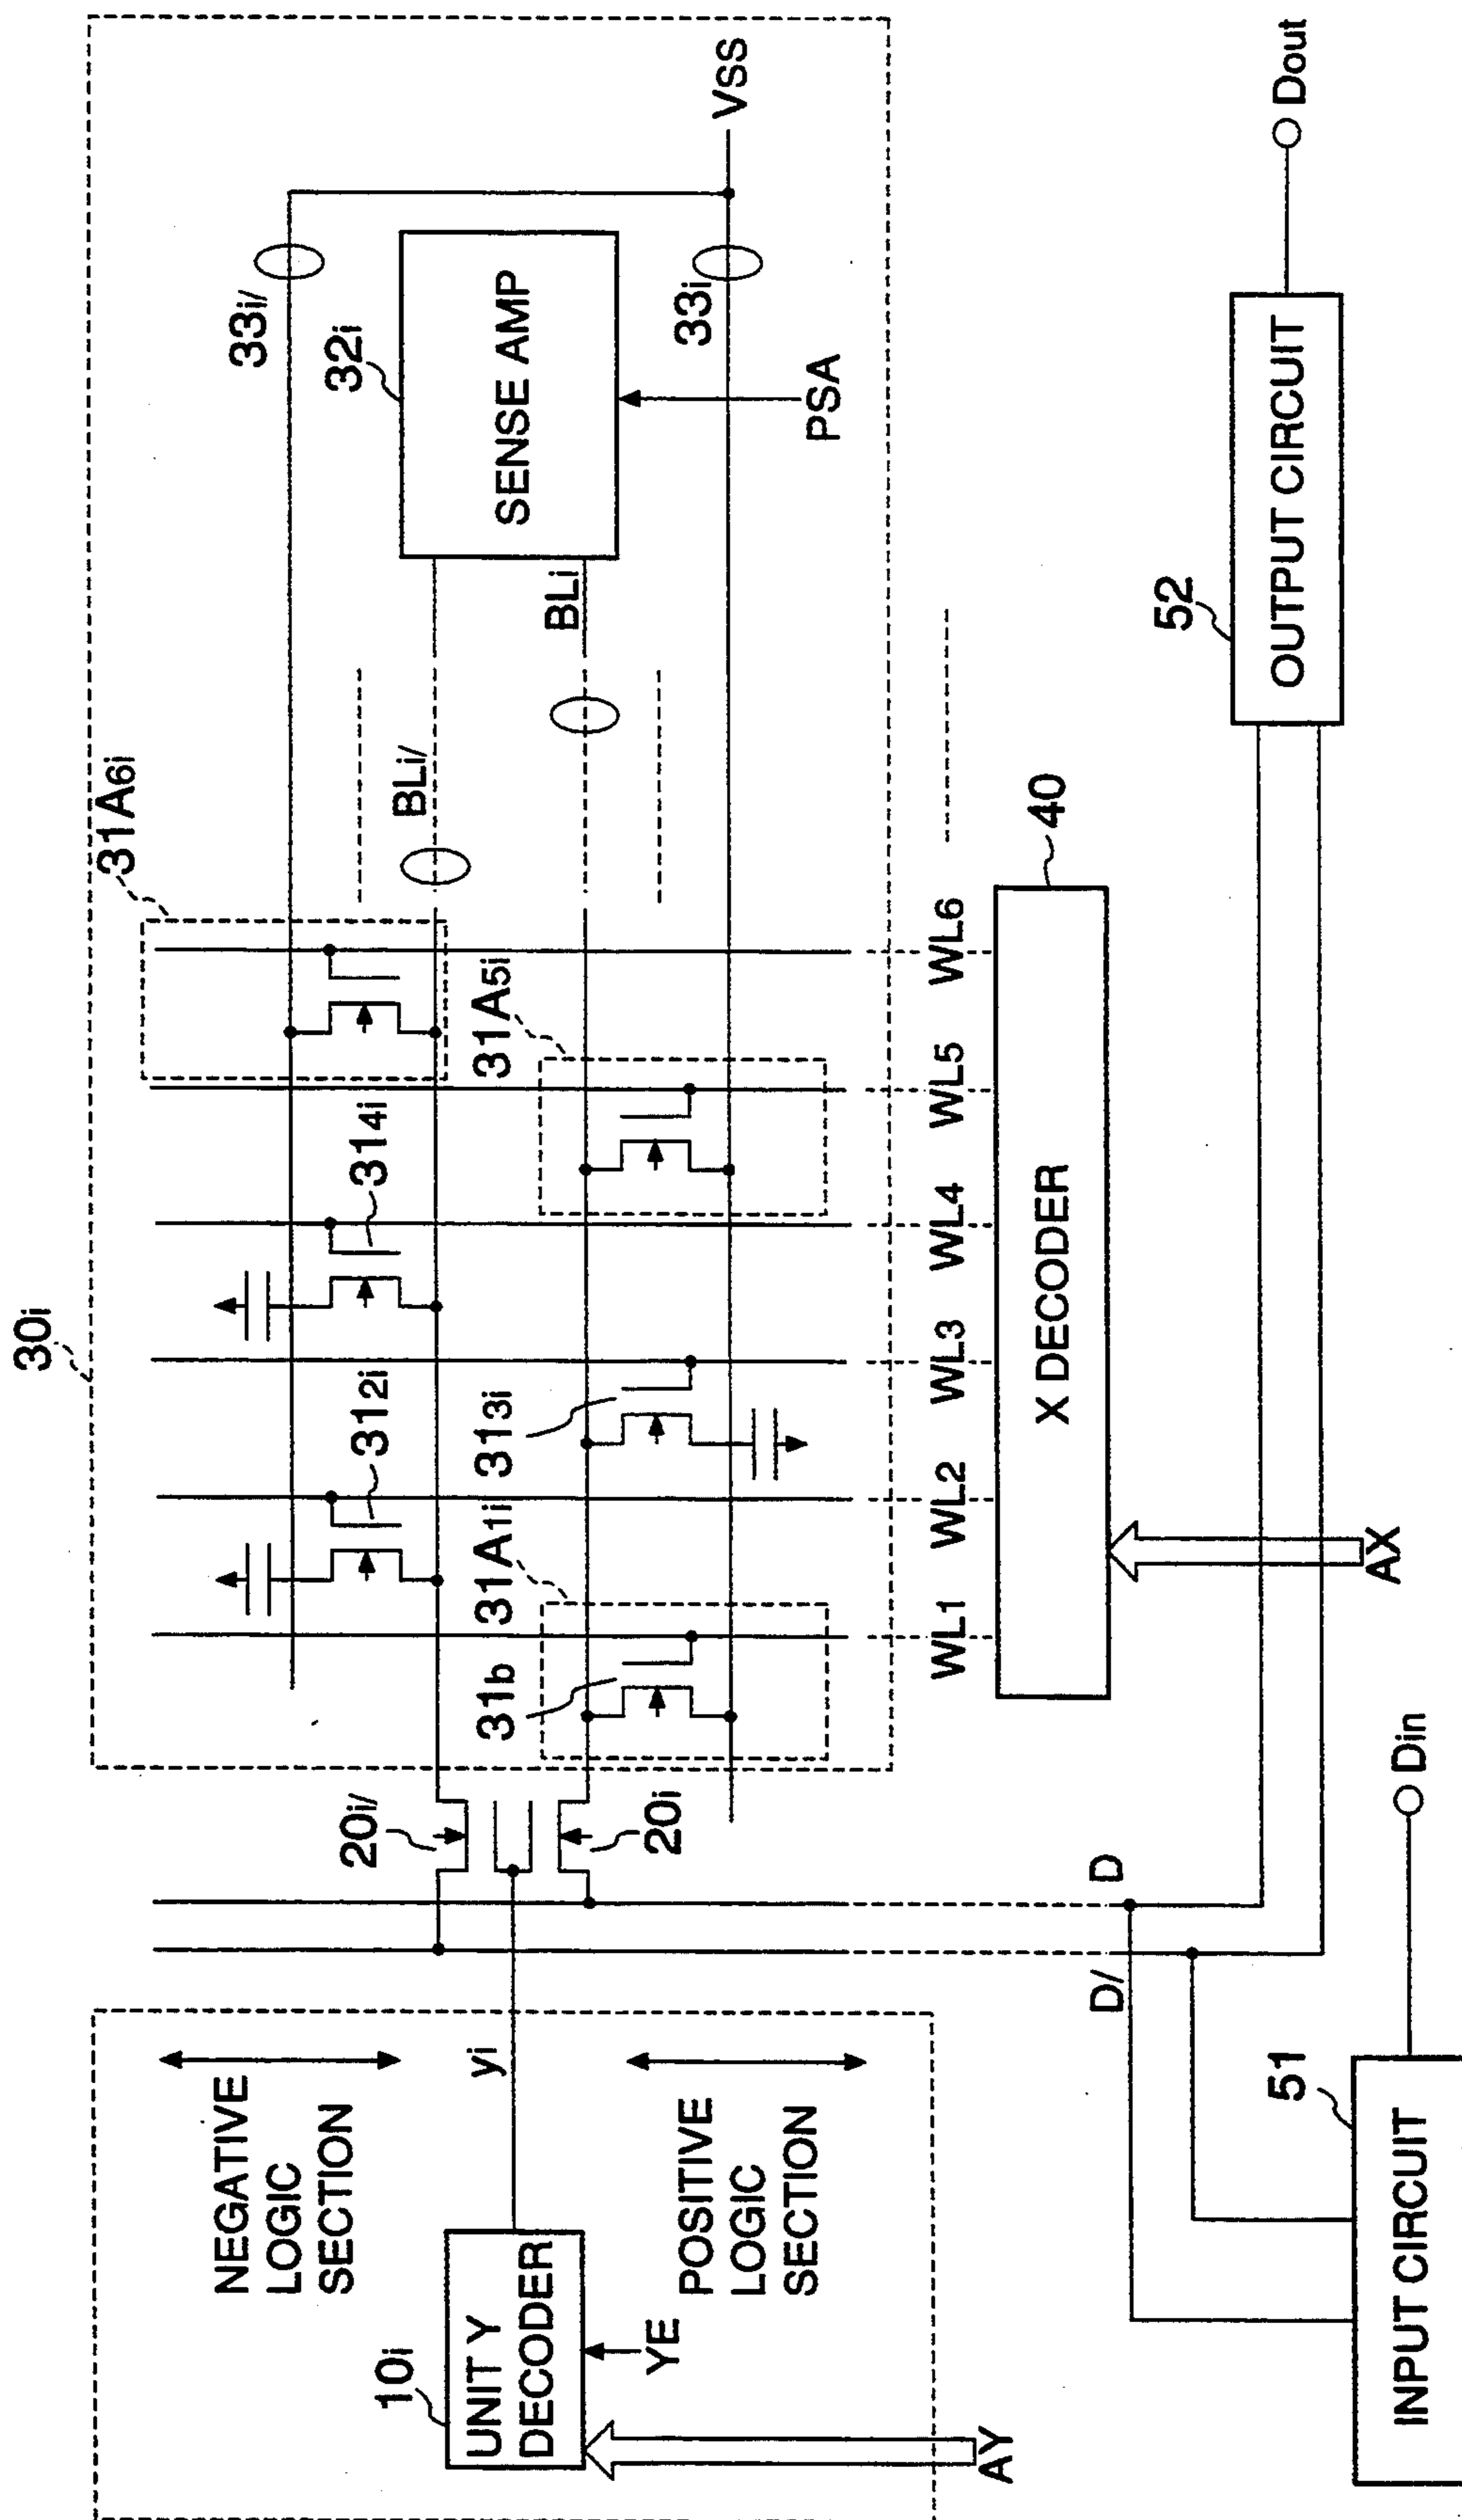 30i
31A6i
33i/
32i
SENSE AMP
33i
VSS
PSA
BLi/
BLi
314i
312i
31A5i
313i
31A1i
31b
20i/
20i
NEGATIVE
LOGIC
SECTION
10i
UNIT Y
DECODER
yi
YE
POSITIVE
LOGIC
SECTION
AY
WL1
WL2
WL3
WL4
WL5
WL6
X DECODER
40
AX
D
D/
51
INPUT CIRCUIT
Din
52
OUTPUT CIRCUIT
Dout